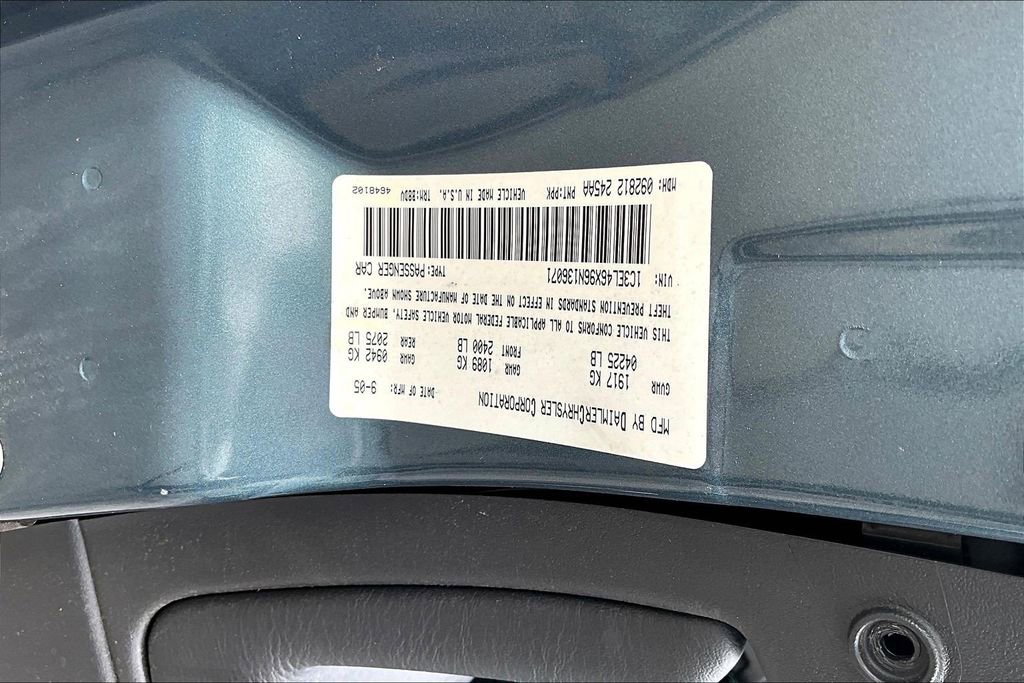 MFD BY DAIMLERCHRYSLER CORPORATION
DATE OF MFR: 9-05
GVWR
1917 KG
04225 LB
GAWR FRONT
1089 KG
2400 LB
GAWR REAR
0942 KG
2075 LB
THIS VEHICLE CONFORMS TO ALL APPLICABLE FEDERAL MOTOR VEHICLE SAFETY, BUMPER AND
THEFT PREVENTION STANDARDS IN EFFECT ON THE DATE OF MANUFACTURE SHOWN ABOVE.
VIN: 1C3EL46X96N136071 TYPE: PASSENGER CAR
MDH: 092812 245AA PNT: PPK VEHICLE MADE IN U.S.A. TRM: BBDV 4648102